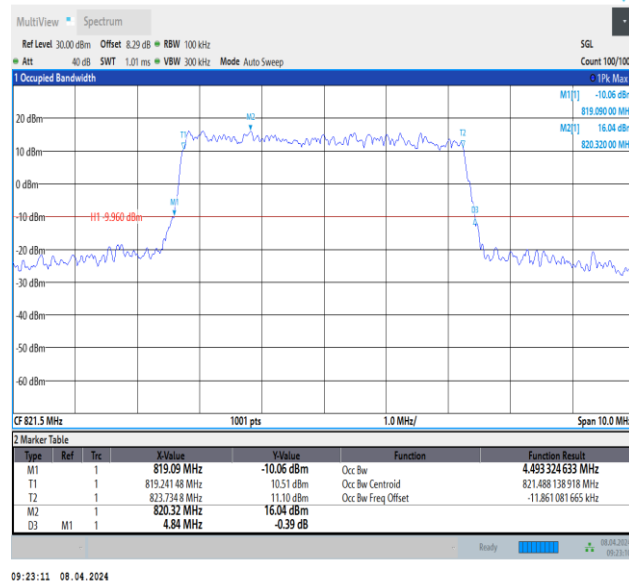 MultiView Spectrum
Ref Level 30.00 dBm Offset 8.29 dB RBW 100 kHz SGL
Att 40 dB SWT 1.01 ms VBW 300 kHz Mode Auto Sweep Count 100/100
1 Occupied Bandwidth 1Pk Max
M1[1] -10.06 dBm
819.090 00 MH
M2[1] 16.04 dBm
820.320 00 MH
20 dBm
10 dBm
0 dBm
-10 dBm
-20 dBm
-30 dBm
-40 dBm
-50 dBm
-60 dBm
T1
M2
T2
M1
H1 -9.960 dBm
D3
CF 821.5 MHz 1001 pts 1.0 MHz/ Span 10.0 MH
2 Marker Table
Type Ref Trc X-Value Y-Value Function Function Result
M1 1 819.09 MHz -10.06 dBm Occ Bw 4.493 324 633 MHz
T1 1 819.241 48 MHz 10.51 dBm Occ Bw Centroid 821.488 138 918 MHz
T2 1 823.734 8 MHz 11.10 dBm Occ Bw Freq Offset -11.861 081 665 kHz
M2 1 820.32 MHz 16.04 dBm
D3 M1 1 4.84 MHz -0.39 dB
Ready 08.04.2024
09:23:10
09:23:11 08.04.2024